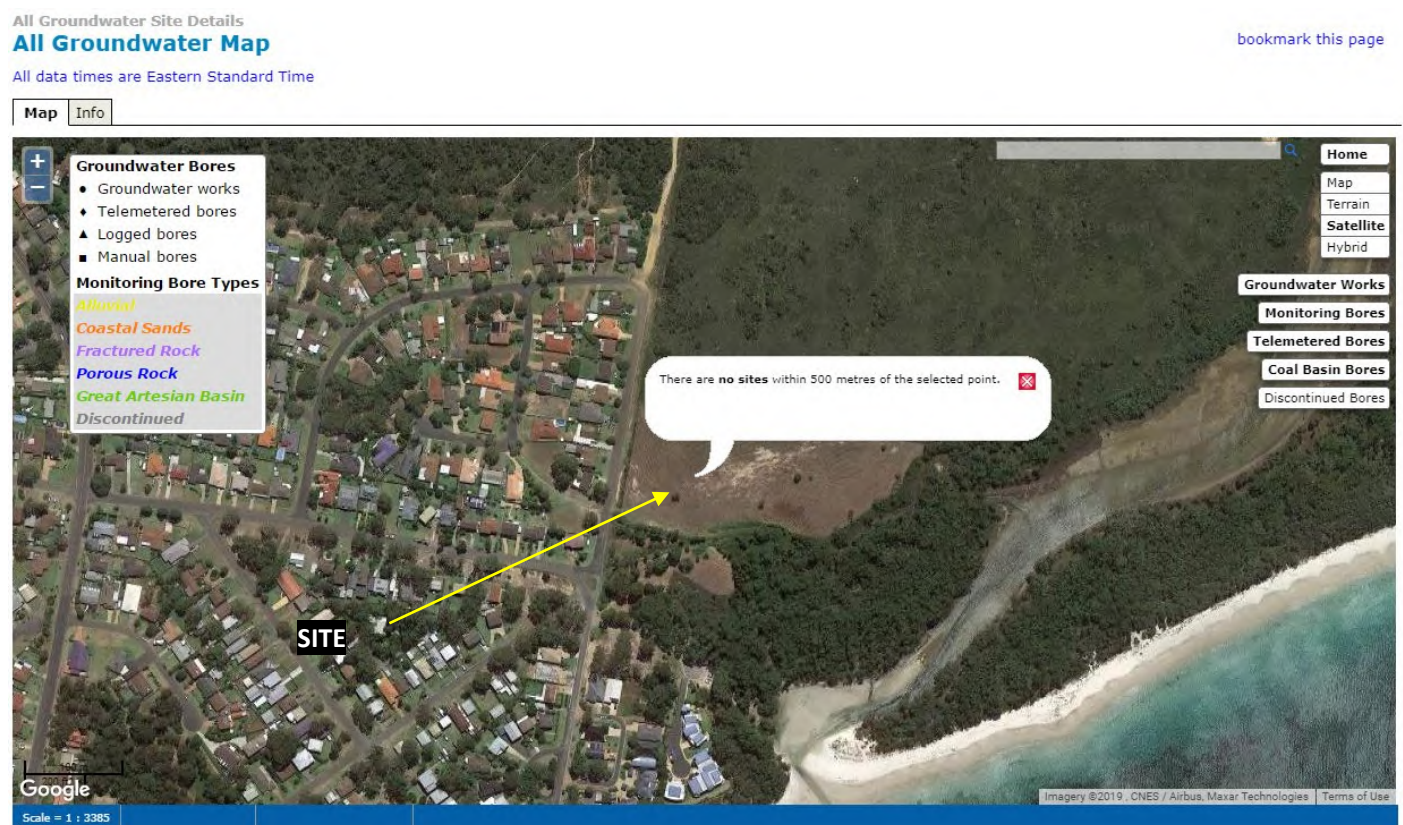 All Groundwater Site Details
All Groundwater Map
bookmark this page
All data times are Eastern Standard Time
Map Info
+
−
Groundwater Bores
Groundwater works
Telemetered bores
Logged bores
Manual bores
Monitoring Bore Types
Alluvial
Coastal Sands
Fractured Rock
Porous Rock
Great Artesian Basin
Discontinued
Home
Map
Terrain
Satellite
Hybrid
Groundwater Works
Monitoring Bores
Telemetered Bores
Coal Basin Bores
Discontinued Bores
There are no sites within 500 metres of the selected point.
SITE
100 m
200 ft
Google
Imagery ©2019 , CNES / Airbus, Maxar Technologies Terms of Use
Scale = 1 : 3385